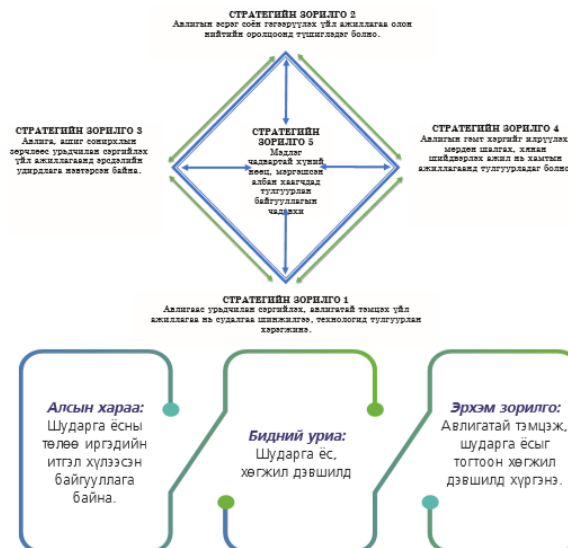 СТРАТЕГИЙН ЗОРИЛГО 2
Авлигын эсрэг соён гэгээрүүлэх үйл ажиллагаа олон
нийтийн оролцоонд түшиглэдэг болно.
СТРАТЕГИЙН ЗОРИЛГО 3
Авлига, ашиг сонирхлын
зөрчлөөс урьдчилан сэргийлэх
үйл ажиллагаанд эрсдэлийн
удирдлага нэвтэрсэн байна.
СТРАТЕГИЙН
ЗОРИЛГО 5
Мэдлэг
чадвартай хүний
нөөц, мэргэшсэн
албан хаагчдад
тулгуурлан
байгууллагын
чадавхи
СТРАТЕГИЙН ЗОРИЛГО 4
Авлигын гэмт хэргийг илрүүлэх
мөрдөн шалгах, хянан
шийдвэрлэх ажил нь хамтын
ажиллагаанд тулгуурладаг болно
СТРАТЕГИЙН ЗОРИЛГО 1
Авлигаас урьдчилан сэргийлэх, авлигатай тэмцэх үйл
ажиллагаа нь судалгаа шинжилгээ, технологид тулгуурлан
хэрэгжинэ.
Алсын хараа:
Шударга ёсны
төлөө иргэдийн
итгэл хүлээсэн
байгууллага
байна.
Бидний уриа:
Шударга ёс,
хөгжил дэвшилд
Эрхэм зорилго:
Авлигатай тэмцэж,
шударга ёсыг
тогтоон хөгжил
дэвшилд хүргэнэ.